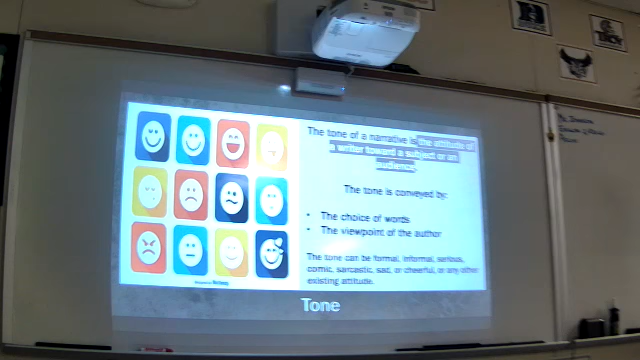 The tone of a narrative is the attitude of
a writer toward a subject or an
audience.
The tone is conveyed by:
• The choice of words
• The viewpoint of the author
The tone can be formal, informal, serious,
comic, sarcastic, sad, or cheerful, or any other
existing attitude.
Tone